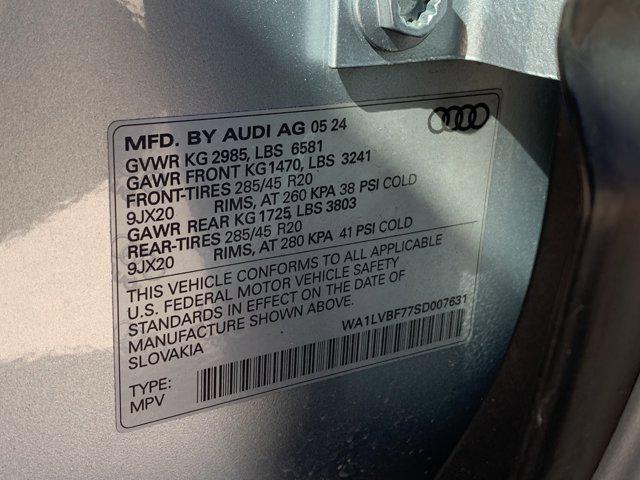 MFD. BY AUDI AG 05 24
GVWR KG 2985, LBS 6581
GAWR FRONT KG1470, LBS 3241
FRONT-TIRES 285/45 R20
9JX20 RIMS, AT 260 KPA 38 PSI COLD
GAWR REAR KG 1725, LBS 3803
REAR-TIRES 285/45 R20
9JX20 RIMS, AT 280 KPA 41 PSI COLD
THIS VEHICLE CONFORMS TO ALL APPLICABLE
U.S. FEDERAL MOTOR VEHICLE SAFETY
STANDARDS IN EFFECT ON THE DATE OF
MANUFACTURE SHOWN ABOVE.
SLOVAKIA
WA1LVBF77SD007631
TYPE:
MPV